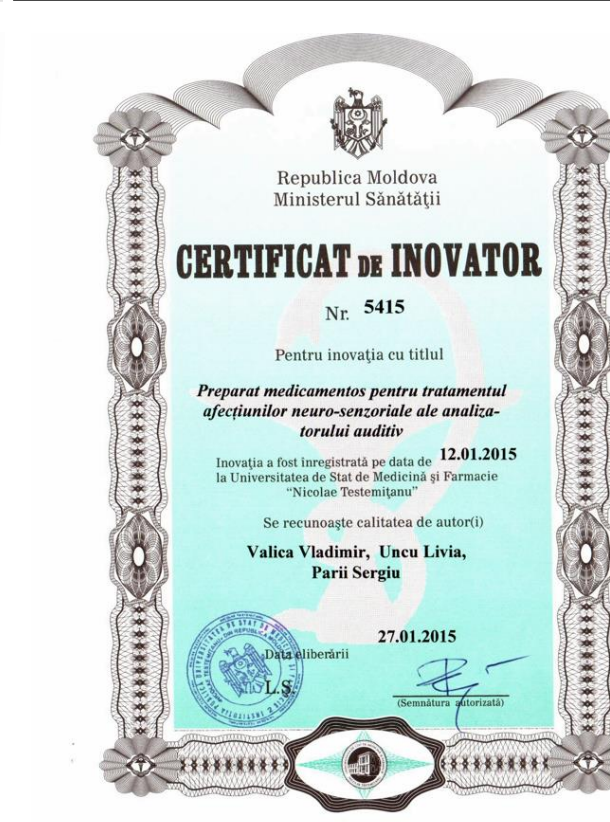 Republica Moldova
Ministerul Sănătăţii
CERTIFICAT DE INOVATOR
Nr. 5415
Pentru inovaţia cu titlul
Preparat medicamentos pentru tratamentul
afecțiunilor neuro-senzoriale ale analiza-
torului auditiv
Inovaţia a fost înregistrată pe data de 12.01.2015
la Universitatea de Stat de Medicină şi Farmacie
“Nicolae Testemiţanu”
Se recunoaşte calitatea de autor(i)
Valica Vladimir, Uncu Livia,
Parii Sergiu
27.01.2015
Data eliberării
L.Ș.
(Semnătura autorizată)